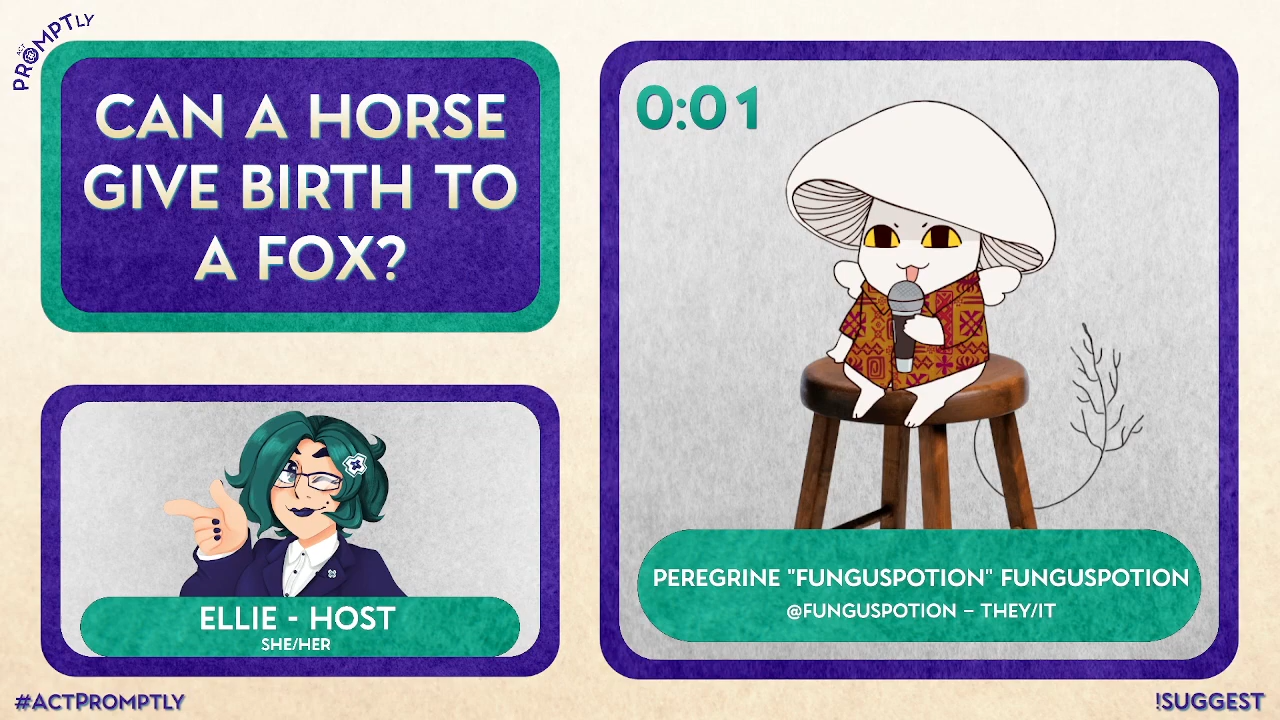 ACT
PROMPTLY
CAN A HORSE
GIVE BIRTH TO
A FOX?
0:01
ELLIE - HOST
SHE/HER
PEREGRINE "FUNGUSPOTION" FUNGUSPOTION
@FUNGUSPOTION – THEY/IT
#ACTPROMPTLY
!SUGGEST